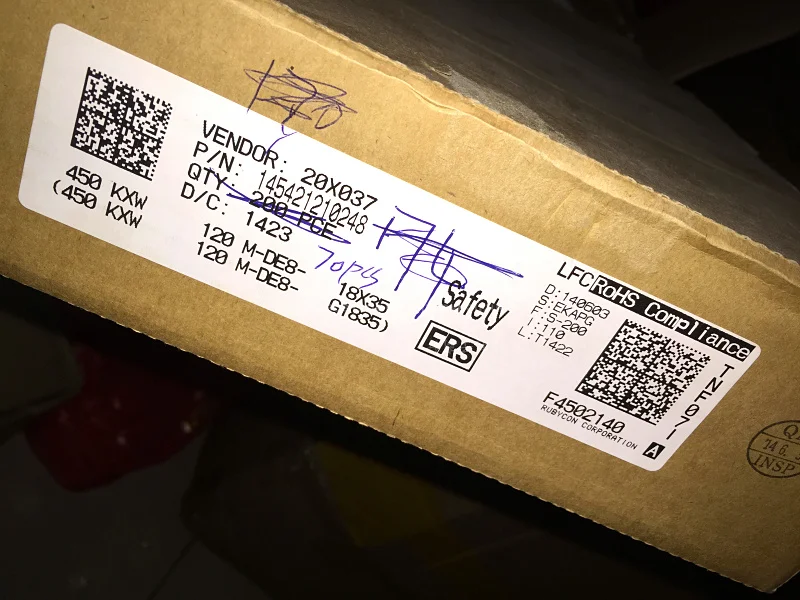 VENDOR: 20X037
P/N: 145421210248
QTY: 200 PCE
D/C: 1423
70pcs
450 KXW 120 M-DE8- 18X35
(450 KXW 120 M-DE8- G1835)
Safety
ERS
LFC RoHS Compliance
D:140603
S:EKAPG
F:S-200
I:110
L:T1422
TNF071
F4502140
RUBYCON CORPORATION A
INSP